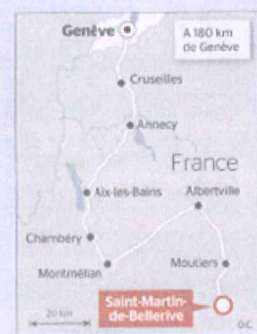 Genève
A 180 km
de Genève
Cruseilles
Annecy
France
Aix-les-Bains
Albertville
Chambéry
Montmélian
Moutiers
Saint-Martin-
de-Bellerive
20 km
O.C.